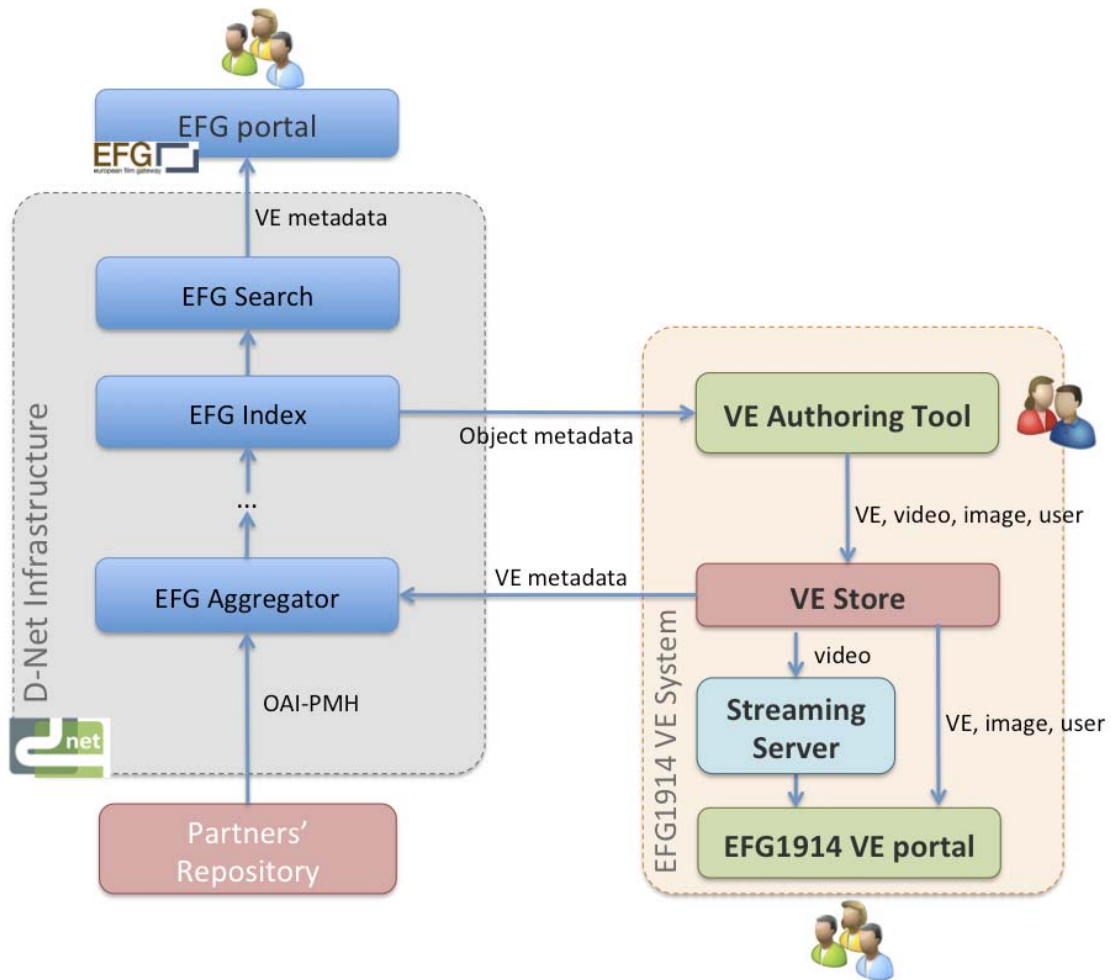 EFG portal
EFG
european film gateway
VE metadata
EFG Search
EFG Index
Object metadata
VE Authoring Tool
...
VE, video, image, user
EFG Aggregator
VE metadata
VE Store
D-Net Infrastructure
OAI-PMH
video
Streaming
Server
VE, image, user
EFG1914 VE System
net
Partners'
Repository
EFG1914 VE portal